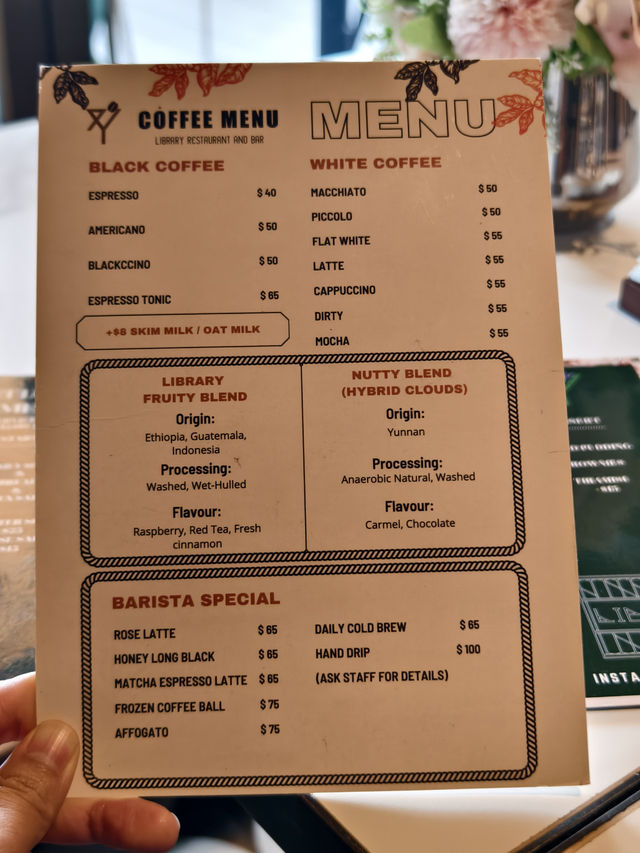 COFFEE MENU
LIBRARY RESTAURANT AND BAR
MENU
BLACK COFFEE
ESPRESSO $ 40
AMERICANO $ 50
BLACKCCINO $ 50
ESPRESSO TONIC $ 65
+$8 SKIM MILK / OAT MILK
WHITE COFFEE
MACCHIATO $ 50
PICCOLO $ 50
FLAT WHITE $ 55
LATTE $ 55
CAPPUCCINO $ 55
DIRTY $ 55
MOCHA $ 55
LIBRARY
FRUITY BLEND
Origin:
Ethiopia, Guatemala,
Indonesia
Processing:
Washed, Wet-Hulled
Flavour:
Raspberry, Red Tea, Fresh
cinnamon
NUTTY BLEND
(HYBRID CLOUDS)
Origin:
Yunnan
Processing:
Anaerobic Natural, Washed
Flavour:
Carmel, Chocolate
BARISTA SPECIAL
ROSE LATTE $ 65
HONEY LONG BLACK $ 65
MATCHA ESPRESSO LATTE $ 65
FROZEN COFFEE BALL $ 75
AFFOGATO $ 75
DAILY COLD BREW $ 65
HAND DRIP $ 100
(ASK STAFF FOR DETAILS)
INSTA